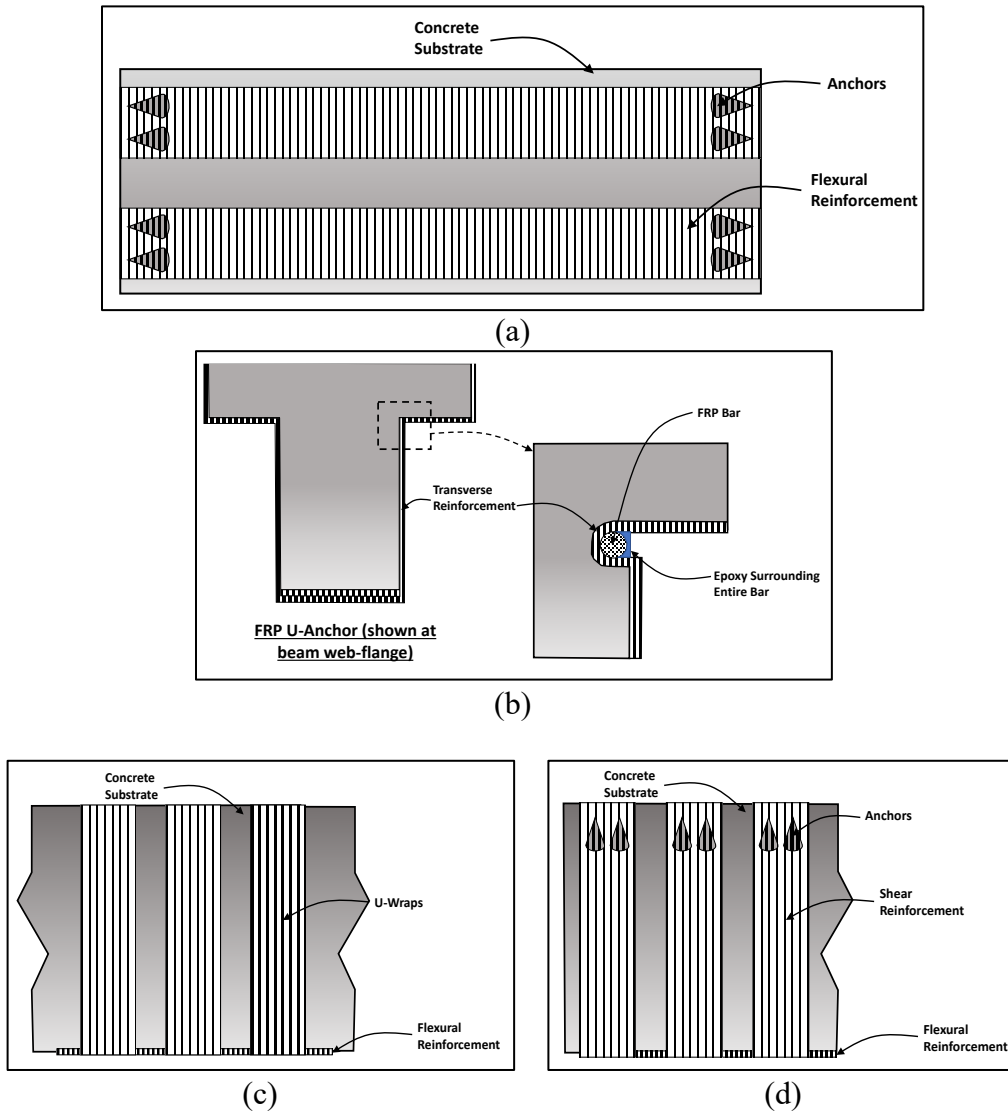 Concrete
Substrate
Anchors
Flexural
Reinforcement
(a)
FRP Bar
Transverse
Reinforcement
Epoxy Surrounding
Entire Bar
FRP U-Anchor (shown at
beam web-flange)
(b)
Concrete
Substrate
U-Wraps
Flexural
Reinforcement
(c)
Concrete
Substrate
Anchors
Shear
Reinforcement
Flexural
Reinforcement
(d)